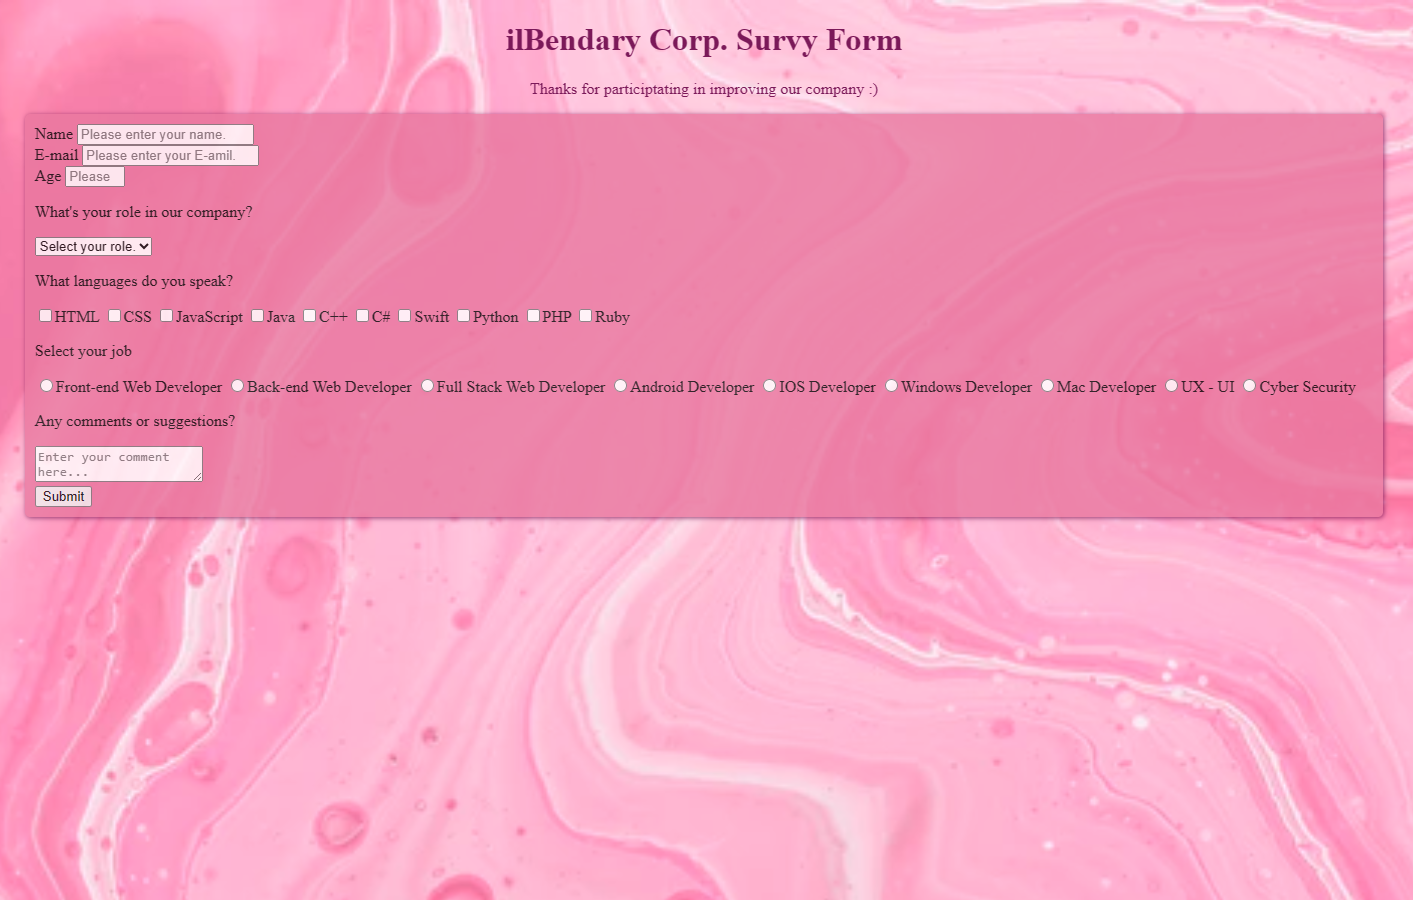 ilBendary Corp. Survy Form
Thanks for participtating in improving our company :)
Name Please enter your name.
E-mail Please enter your E-amil.
Age Please
What's your role in our company?
Select your role.
What languages do you speak?
HTML CSS JavaScript Java C++ C# Swift Python PHP Ruby
Select your job
Front-end Web Developer Back-end Web Developer Full Stack Web Developer Android Developer IOS Developer Windows Developer Mac Developer UX - UI Cyber Security
Any comments or suggestions?
Enter your comment
here...
Submit